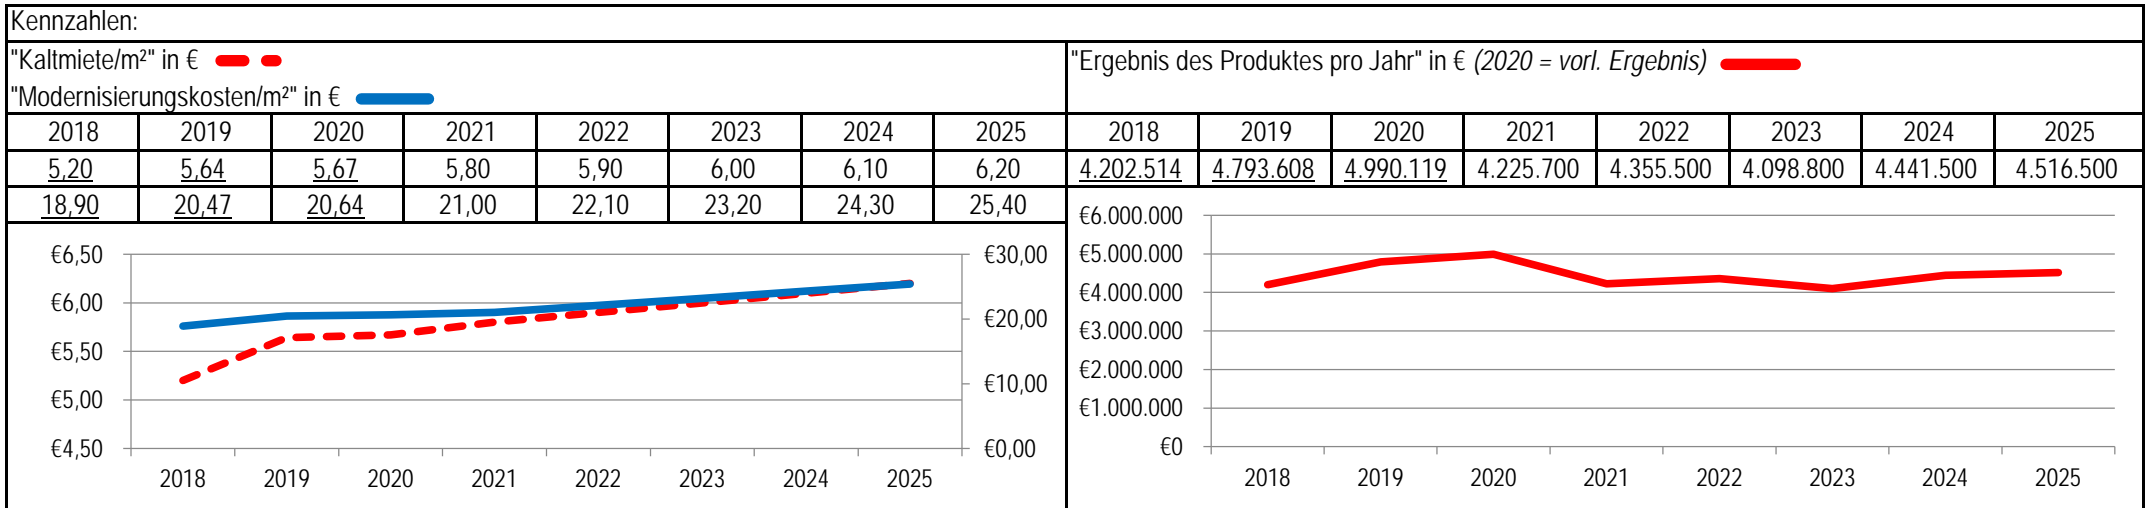 Kennzahlen:
"Kaltmiete/m²" in €
"Modernisierungskosten/m²" in €
2018 2019 2020 2021 2022 2023 2024 2025
5,20 5,64 5,67 5,80 5,90 6,00 6,10 6,20
18,90 20,47 20,64 21,00 22,10 23,20 24,30 25,40
€6,50
€6,00
€5,50
€5,00
€4,50
€30,00
€20,00
€10,00
€0,00
2018 2019 2020 2021 2022 2023 2024 2025
"Ergebnis des Produktes pro Jahr" in € (2020 = vorl. Ergebnis)
2018 2019 2020 2021 2022 2023 2024 2025
4.202.514 4.793.608 4.990.119 4.225.700 4.355.500 4.098.800 4.441.500 4.516.500
€6.000.000
€5.000.000
€4.000.000
€3.000.000
€2.000.000
€1.000.000
€0
2018 2019 2020 2021 2022 2023 2024 2025